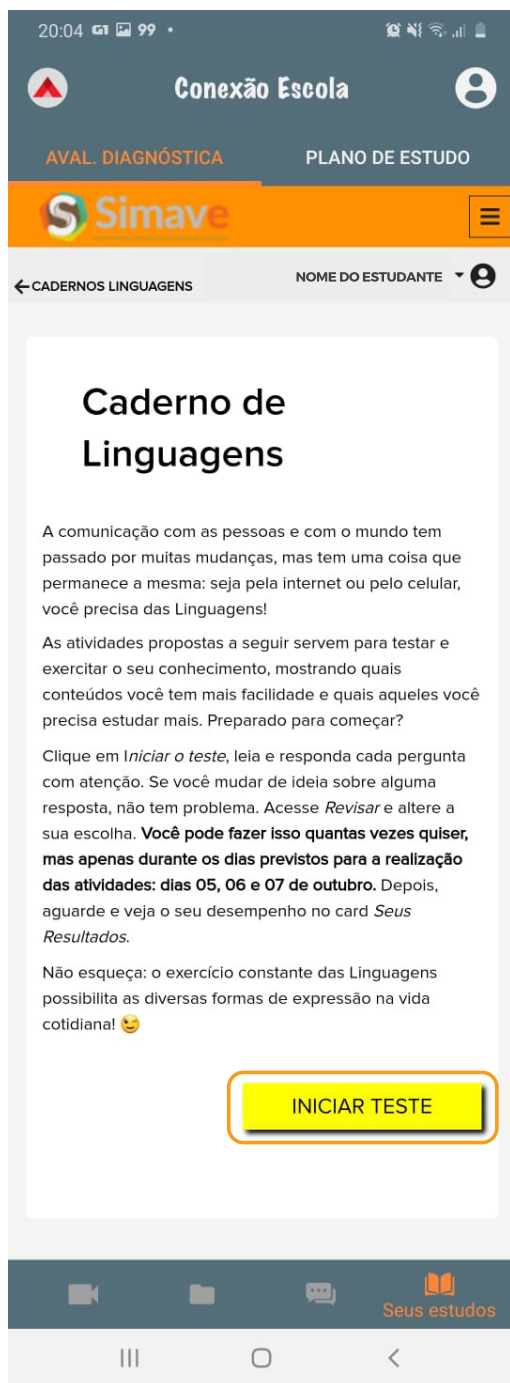 20:04 G1 99 •
Conexão Escola
AVAL. DIAGNÓSTICA PLANO DE ESTUDO
Simave
CADERNOS LINGUAGENS NOME DO ESTUDANTE
Caderno de
Linguagens
A comunicação com as pessoas e com o mundo tem
passado por muitas mudanças, mas tem uma coisa que
permanece a mesma: seja pela internet ou pelo celular,
você precisa das Linguagens!
As atividades propostas a seguir servem para testar e
exercitar o seu conhecimento, mostrando quais
conteúdos você tem mais facilidade e quais aqueles você
precisa estudar mais. Preparado para começar?
Clique em Iniciar o teste, leia e responda cada pergunta
com atenção. Se você mudar de ideia sobre alguma
resposta, não tem problema. Acesse Revisar e altere a
sua escolha. Você pode fazer isso quantas vezes quiser,
mas apenas durante os dias previstos para a realização
das atividades: dias 05, 06 e 07 de outubro. Depois,
aguarde e veja o seu desempenho no card Seus
Resultados.
Não esqueça: o exercício constante das Linguagens
possibilita as diversas formas de expressão na vida
cotidiana! 😉
INICIAR TESTE
Seus estudos